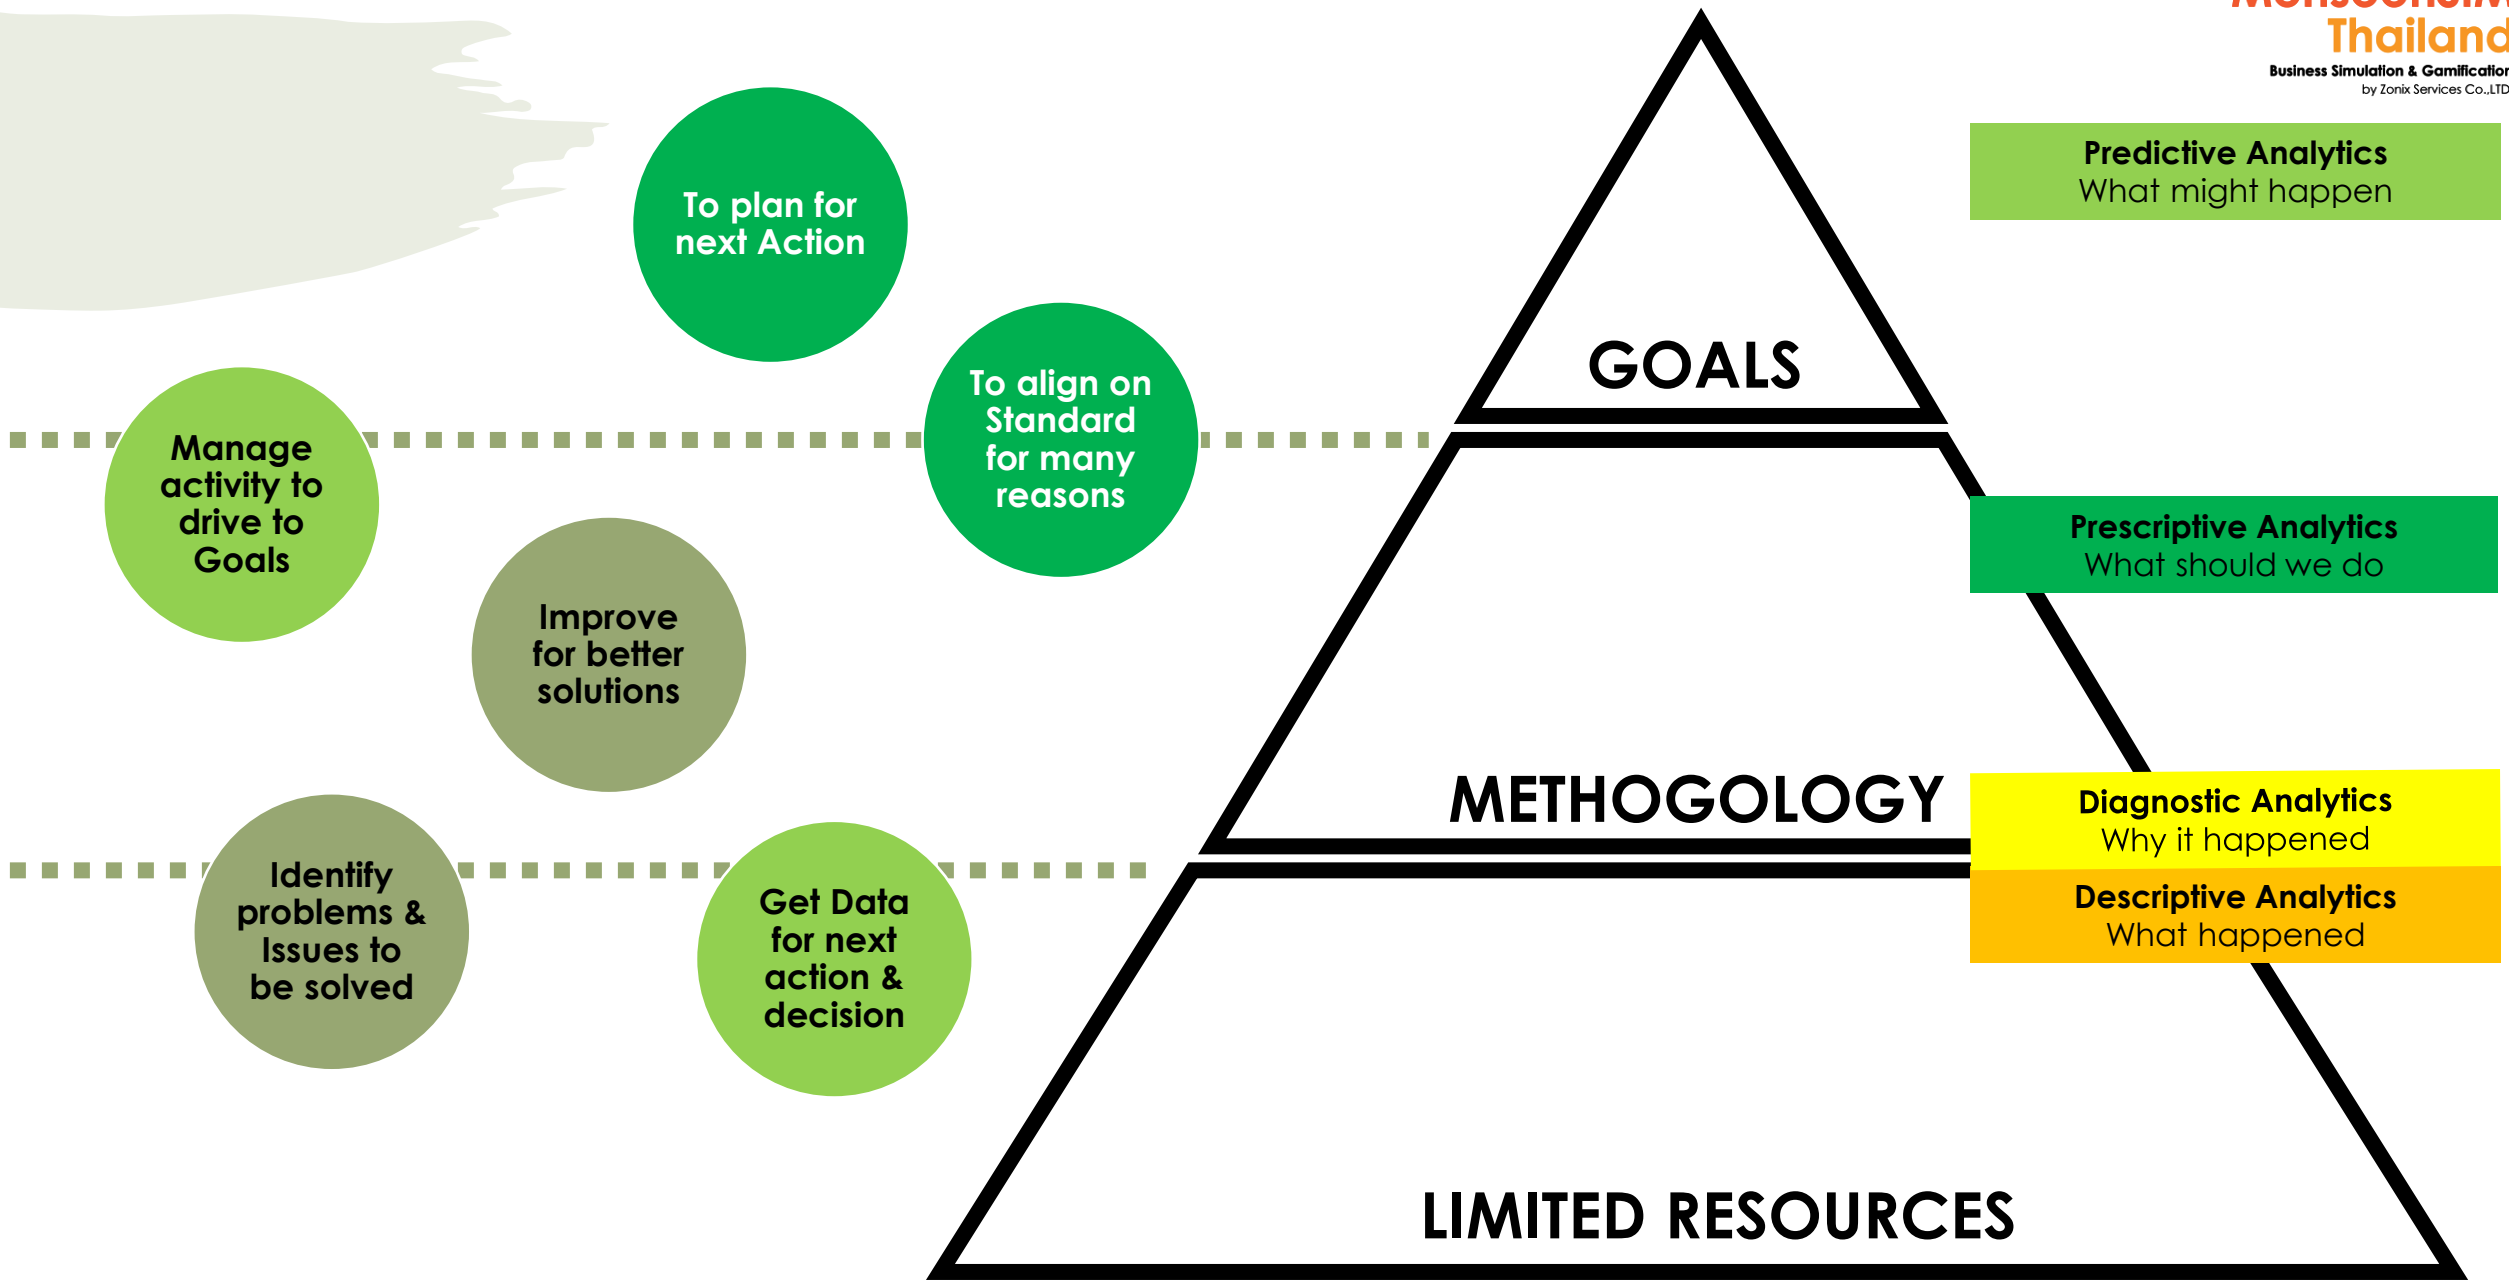 Thailand
Business Simulation & Gamification
by Zonix Services Co.,LTD
To plan for
next Action
To align on
Standard
for many
reasons
Manage
activity to
drive to
Goals
Improve
for better
solutions
Identify
problems &
Issues to
be solved
Get Data
for next
action &
decision
GOALS
METHOGOLOGY
LIMITED RESOURCES
Predictive Analytics
What might happen
Prescriptive Analytics
What should we do
Diagnostic Analytics
Why it happened
Descriptive Analytics
What happened